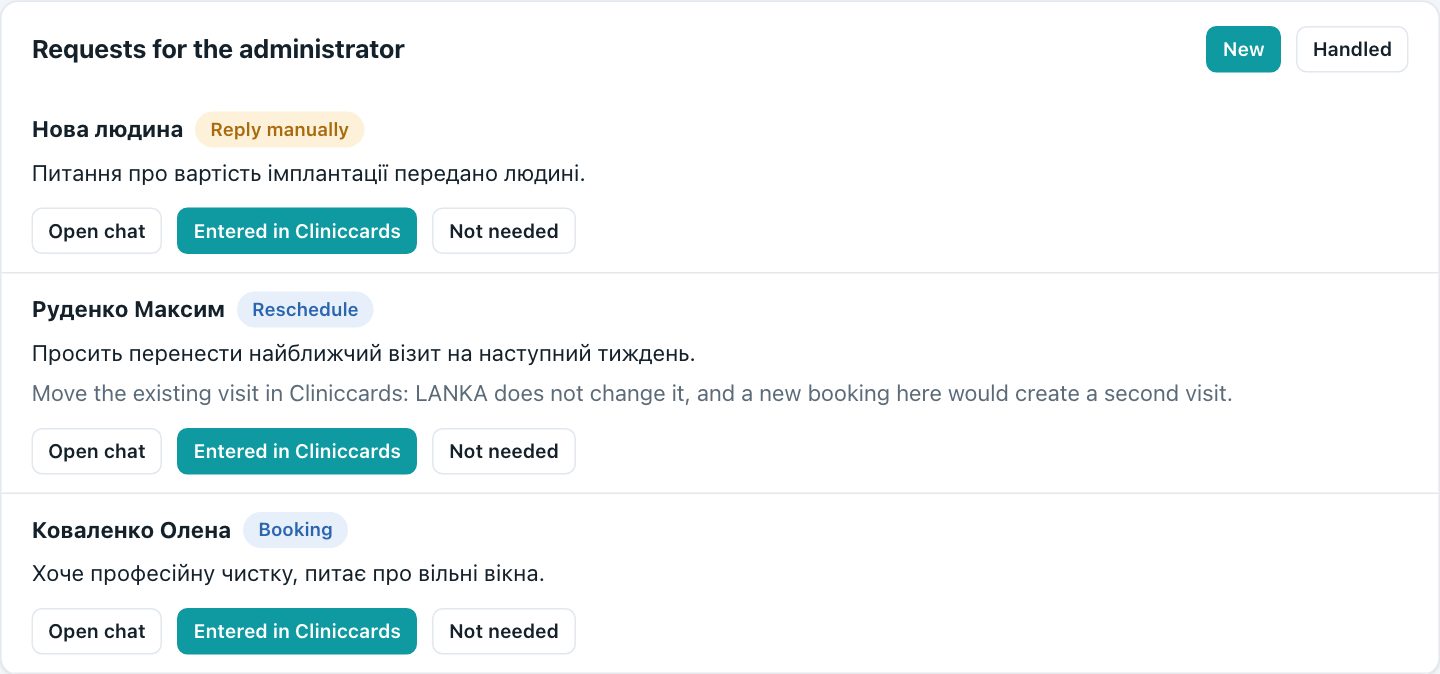 Requests for the administrator
New
Handled
Нова людина
Reply manually
Питання про вартість імплантації передано людині.
Open chat
Entered in Cliniccards
Not needed
Руденко Максим
Reschedule
Просить перенести найближчий візит на наступний тиждень.
Move the existing visit in Cliniccards: LANKA does not change it, and a new booking here would create a second visit.
Open chat
Entered in Cliniccards
Not needed
Коваленко Олена
Booking
Хоче професійну чистку, питає про вільні вікна.
Open chat
Entered in Cliniccards
Not needed